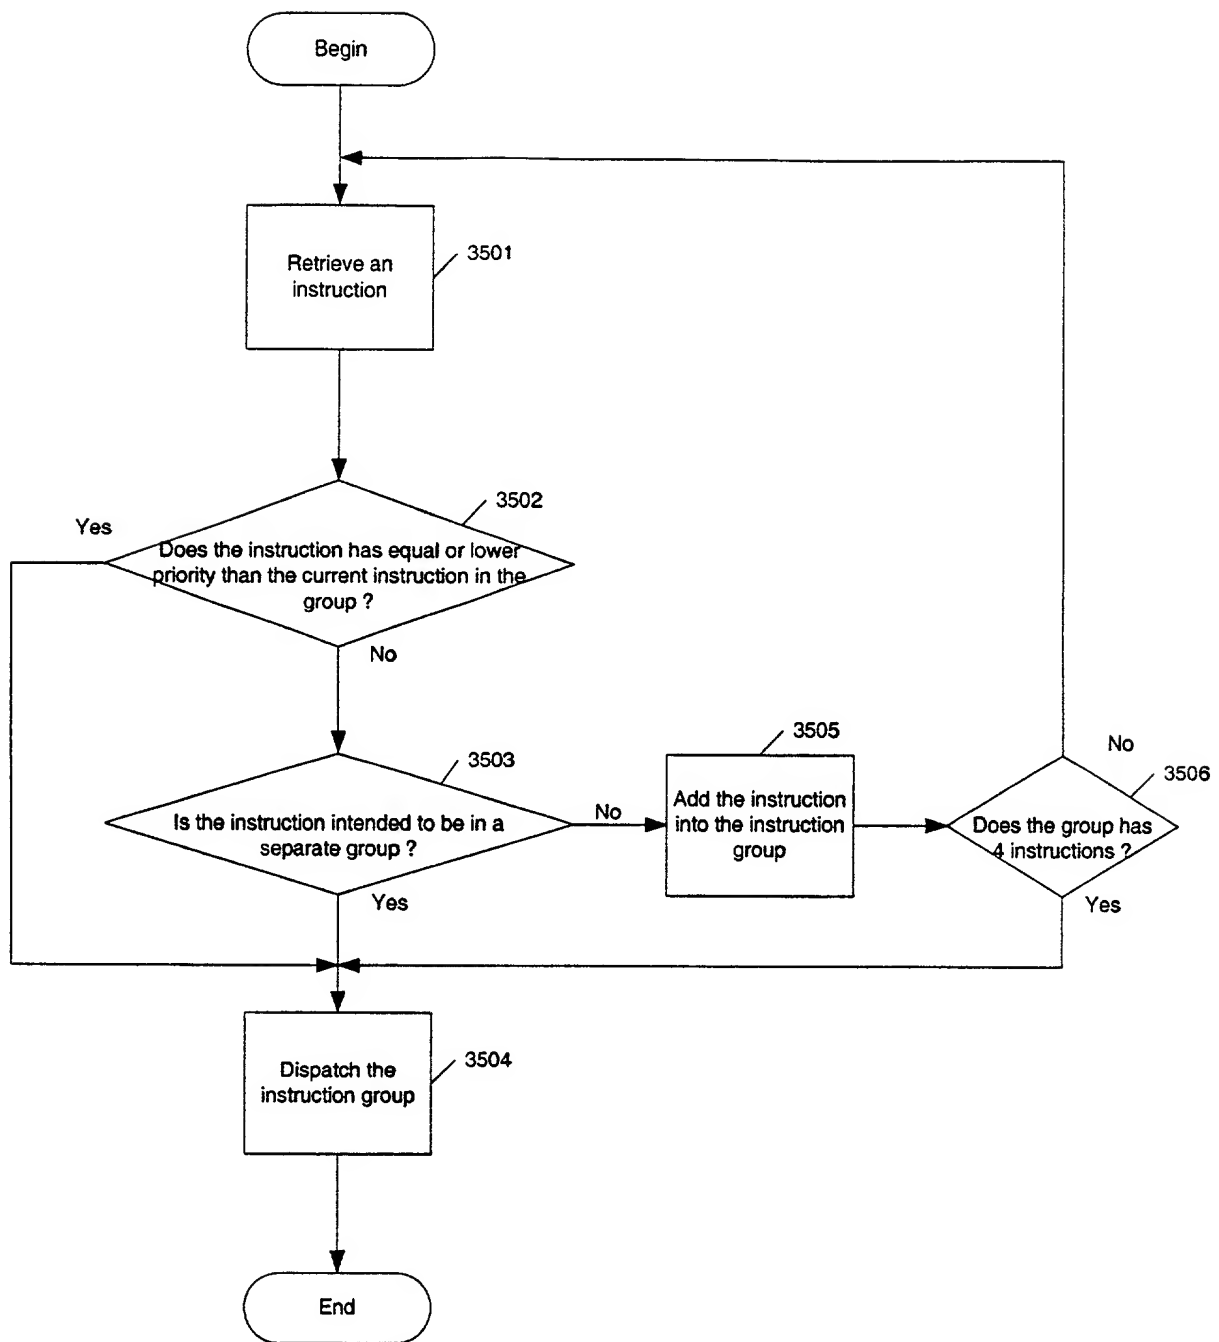 Begin
Retrieve an
instruction
3501
3502
Yes
Does the instruction has equal or lower
priority than the current instruction in the
group ?
No
3503
Is the instruction intended to be in a
separate group ?
No
Yes
3505
Add the instruction
into the instruction
group
No
3506
Does the group has
4 instructions ?
Yes
Dispatch the
instruction group
3504
End